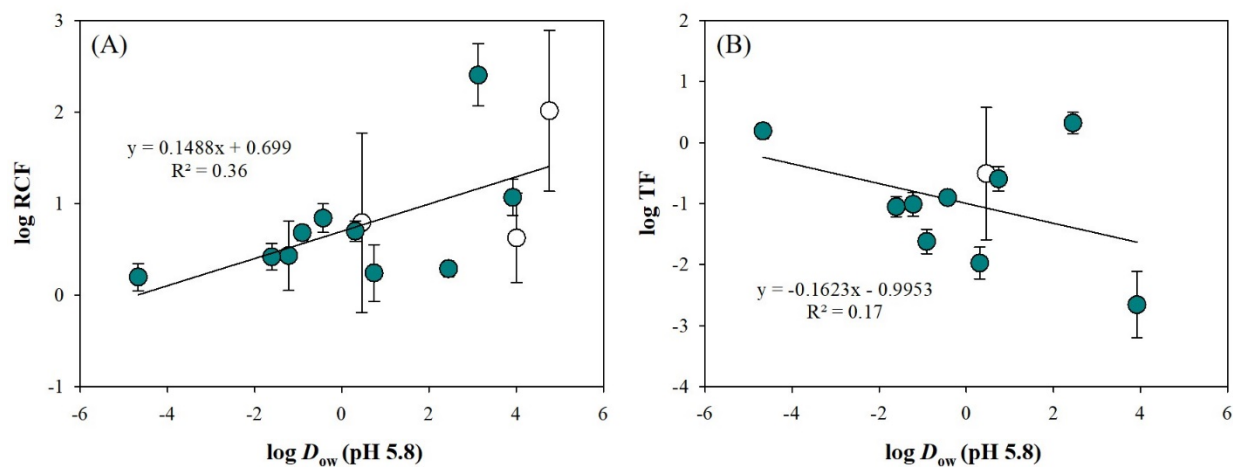 (A)
3
2
1
0
-1
log RCF
y = 0.1488x + 0.699
R² = 0.36
-6 -4 -2 0 2 4 6
log Dow (pH 5.8)
(B)
2
1
0
-1
-2
-3
-4
log TF
y = -0.1623x - 0.9953
R² = 0.17
-6 -4 -2 0 2 4 6
log Dow (pH 5.8)